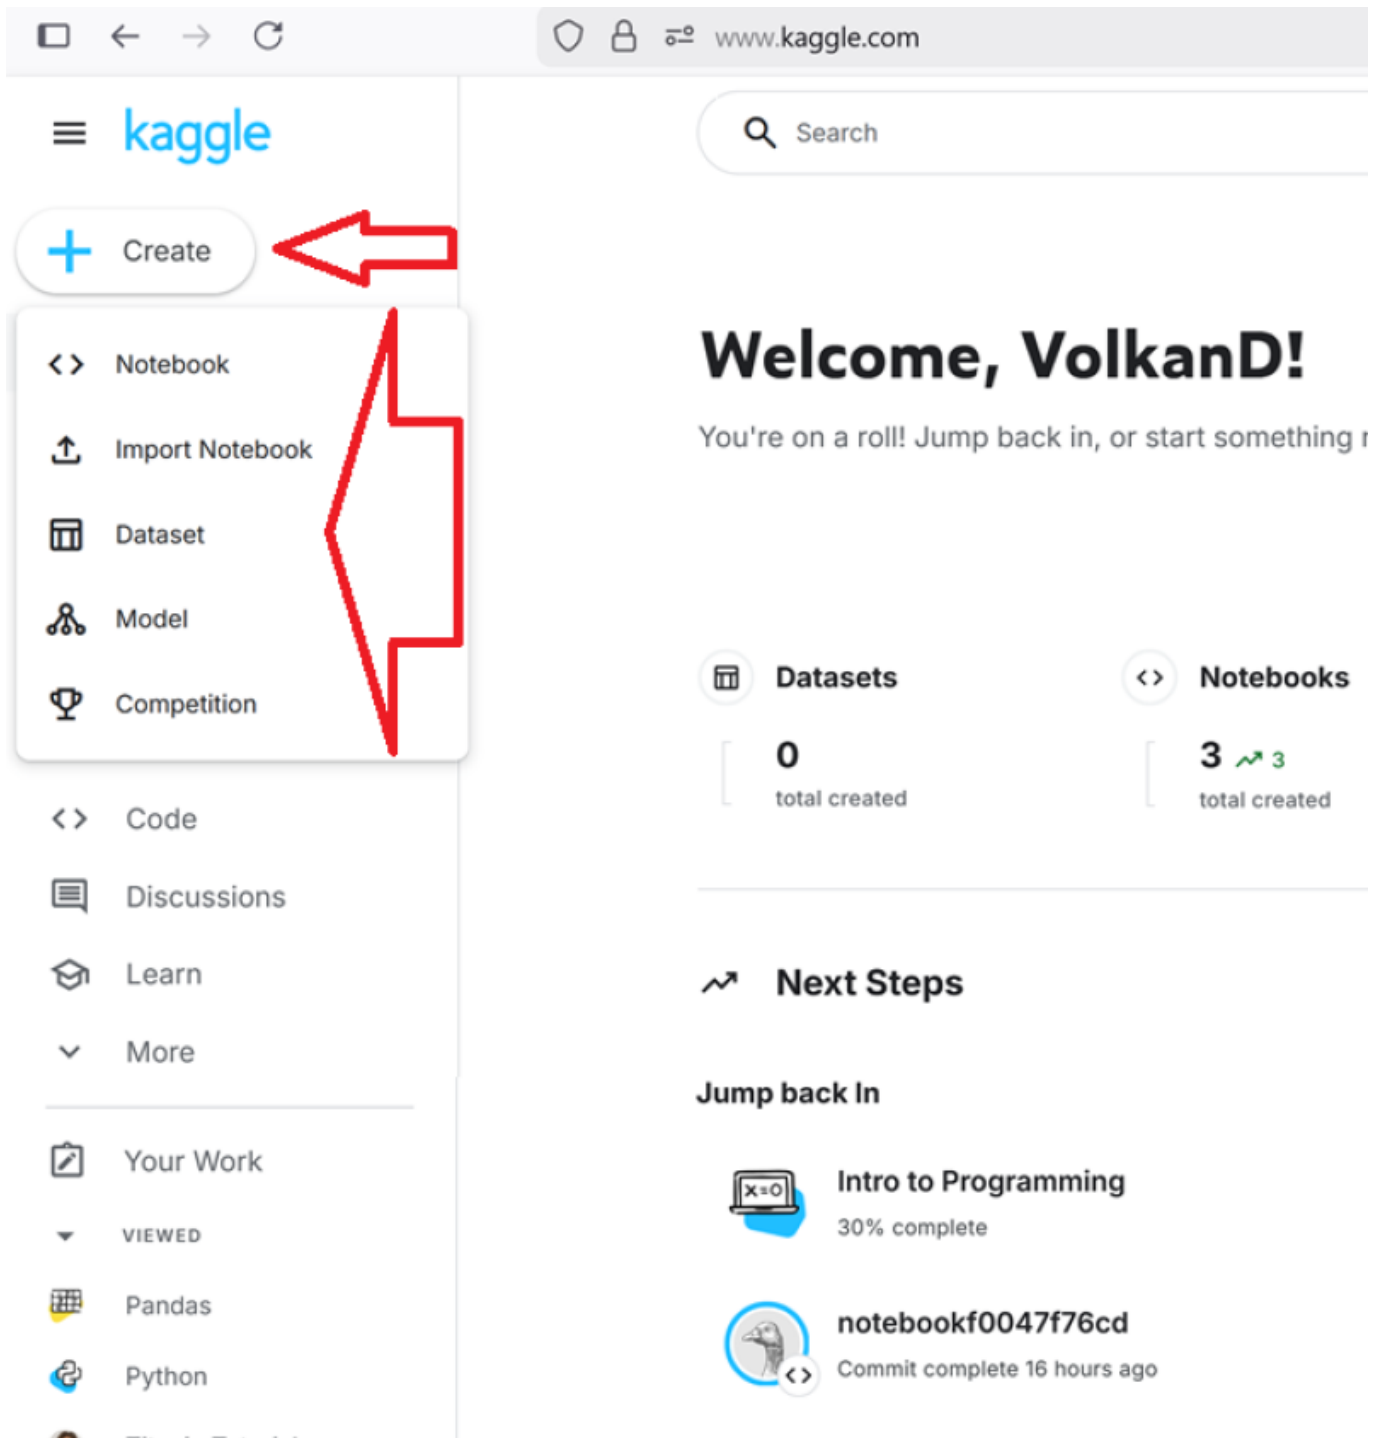 www.kaggle.com
kaggle
Search
Create
Notebook
Import Notebook
Dataset
Model
Competition
Code
Discussions
Learn
More
Your Work
VIEWED
Pandas
Python
Welcome, VolkanD!
You're on a roll! Jump back in, or start something
Datasets
0
total created
Notebooks
3 3
total created
Next Steps
Jump back In
X=0
Intro to Programming
30% complete
notebookf0047f76cd
Commit complete 16 hours ago